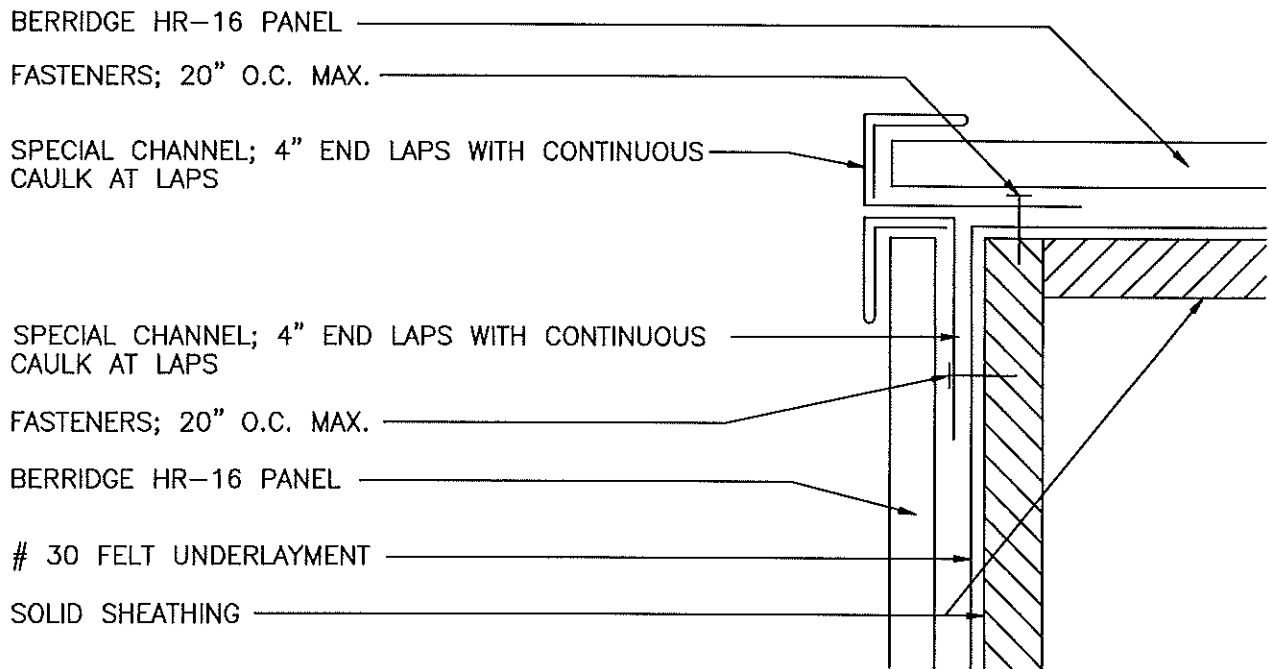 BERRIDGE HR-16 PANEL
FASTENERS; 20" O.C. MAX.
SPECIAL CHANNEL; 4" END LAPS WITH CONTINUOUS
CAULK AT LAPS
SPECIAL CHANNEL; 4" END LAPS WITH CONTINUOUS
CAULK AT LAPS
FASTENERS; 20" O.C. MAX.
BERRIDGE HR-16 PANEL
# 30 FELT UNDERLAYMENT
SOLID SHEATHING